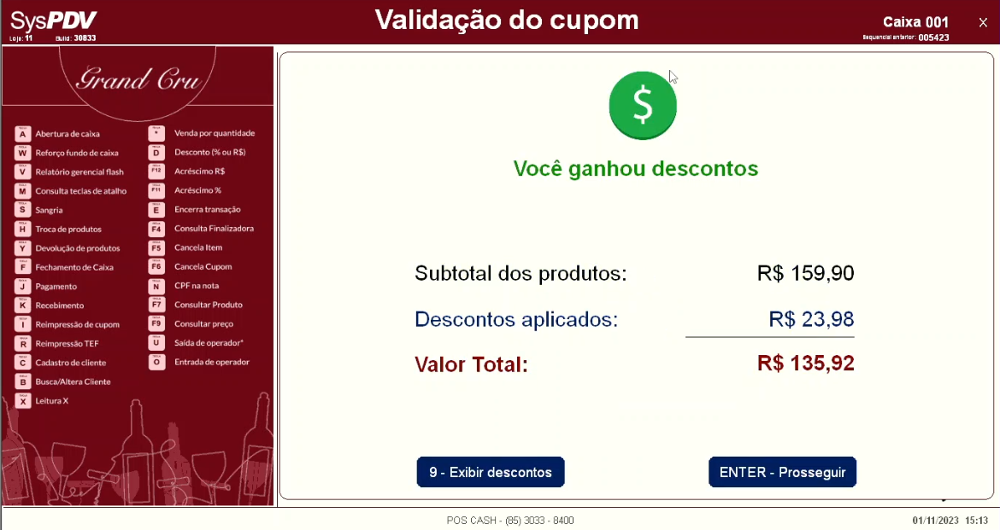 SysPDV
Loja: 11 Build: 30833
Validação do cupom
Caixa 001
X
Sequencial anterior: 005423
Grand Cru
A Abertura de caixa
W Reforço fundo de caixa
V Relatório gerencial flash
M Consulta teclas de atalho
S Sangria
H Troca de produtos
Y Devolução de produtos
F Fechamento de Caixa
J Pagamento
K Recebimento
I Reimpressão de cupom
R Reimpressão TEF
C Cadastro de cliente
B Busca/Altera Cliente
X Leitura X
* Venda por quantidade
D Desconto (% ou R$)
F12 Acréscimo R$
F11 Acréscimo %
E Encerra transação
F4 Consulta Finalizadora
F5 Cancela Item
F6 Cancela Cupom
N CPF na nota
F7 Consultar Produto
F9 Consultar preço
U Saída de operador*
O Entrada de operador
$
Você ganhou descontos
Subtotal dos produtos: R$ 159,90
Descontos aplicados: R$ 23,98
Valor Total: R$ 135,92
9 - Exibir descontos
ENTER - Prosseguir
POS CASH - (85) 3033 - 8400
01/11/2023 15:13